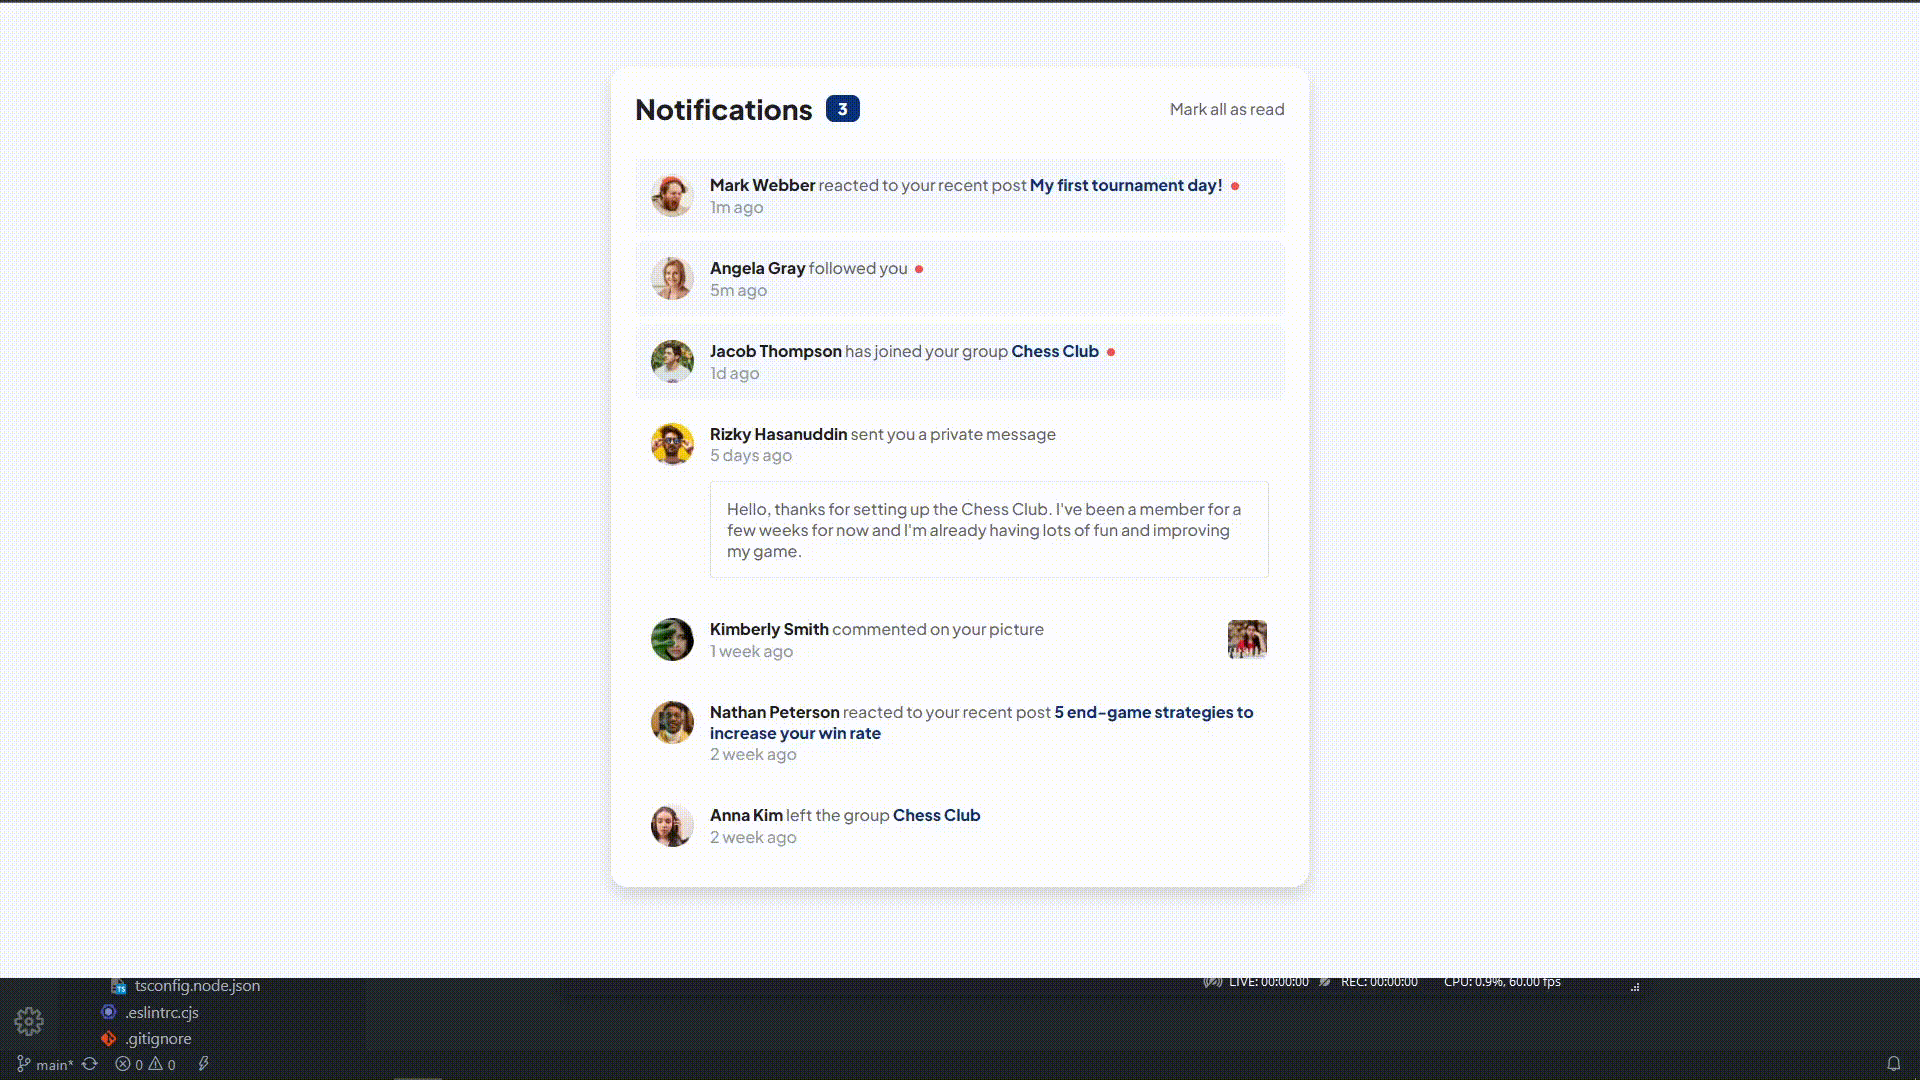 Notifications 3
Mark all as read
Mark Webber reacted to your recent post My first tournament day!
1m ago
Angela Gray followed you
5m ago
Jacob Thompson has joined your group Chess Club
1d ago
Rizky Hasanuddin sent you a private message
5 days ago
Hello, thanks for setting up the Chess Club. I've been a member for a
few weeks for now and I'm already having lots of fun and improving
my game.
Kimberly Smith commented on your picture
1 week ago
Nathan Peterson reacted to your recent post 5 end-game strategies to
increase your win rate
2 week ago
Anna Kim left the group Chess Club
2 week ago
TS tsconfig.node.json
LIVE: 00:00:00 REC: 00:00:00 CPU: 0.9%, 60.00 fps
.eslintrc.cjs
.gitignore
main* 0 0